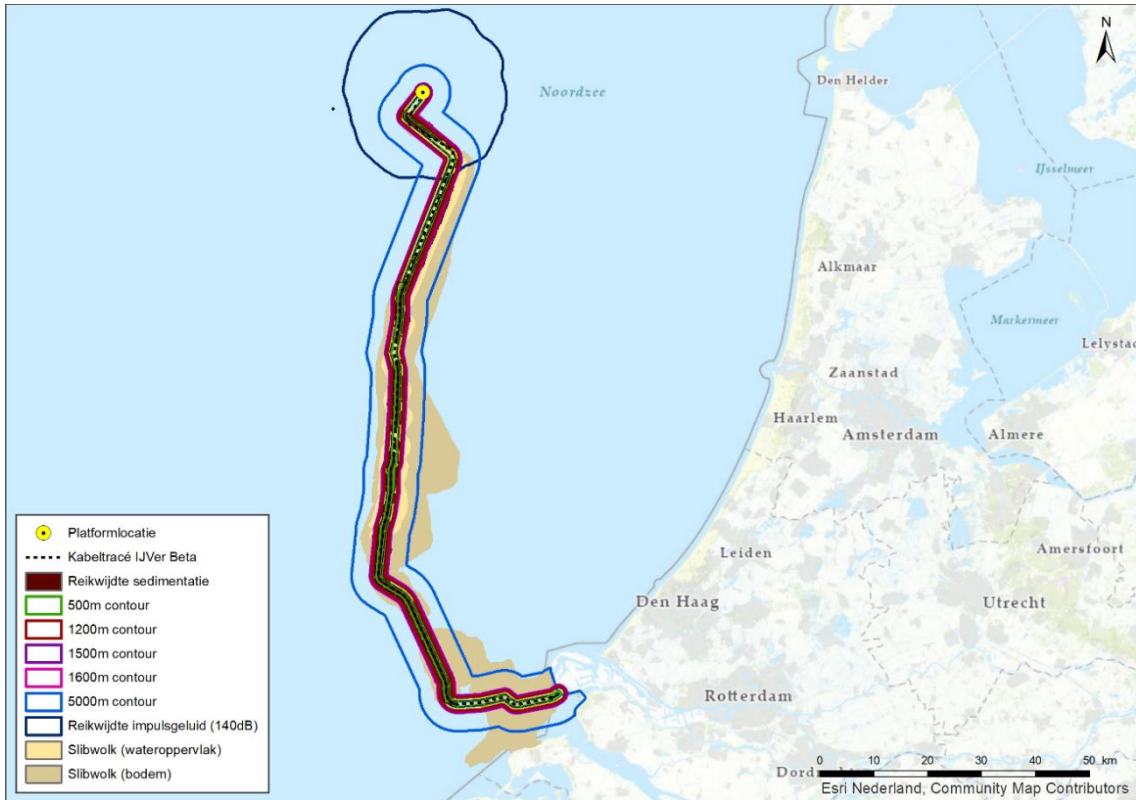 N
Noordzee
Den Helder
IJsselmeer
Alkmaar
Markermeer
Lelystad
Zaanstad
Haarlem
Amsterdam
Almere
Leiden
Amersfoort
Den Haag
Utrecht
Rotterdam
Platformlocatie
Kabeltracé IJVer Beta
Reikwijdte sedimentatie
500m contour
1200m contour
1500m contour
1600m contour
5000m contour
Reikwijdte impulsgeluid (140dB)
Slibwolk (wateroppervlak)
Slibwolk (bodem)
0 10 20 30 40 50 km
Esri Nederland, Community Map Contributors